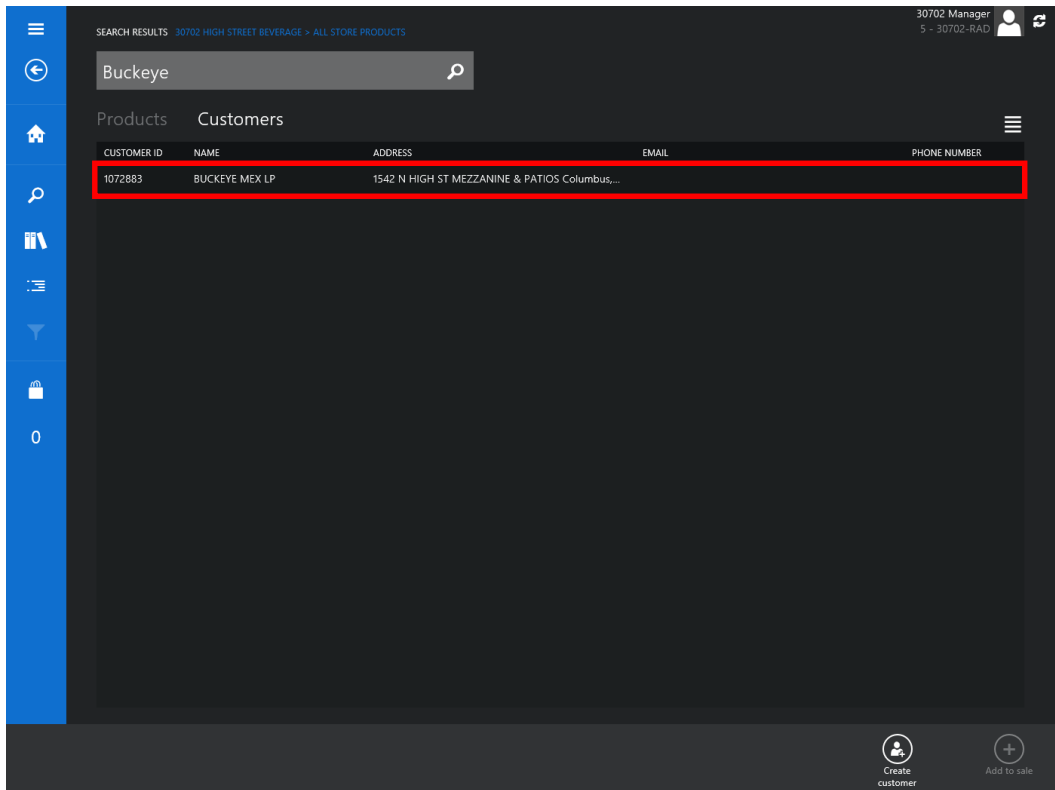 30702 Manager
5 - 30702-RAD
SEARCH RESULTS 30702 HIGH STREET BEVERAGE > ALL STORE PRODUCTS
Buckeye
Products Customers
CUSTOMER ID NAME ADDRESS EMAIL PHONE NUMBER
1072883 BUCKEYE MEX LP 1542 N HIGH ST MEZZANINE & PATIOS Columbus,...
0
Create
customer
Add to sale